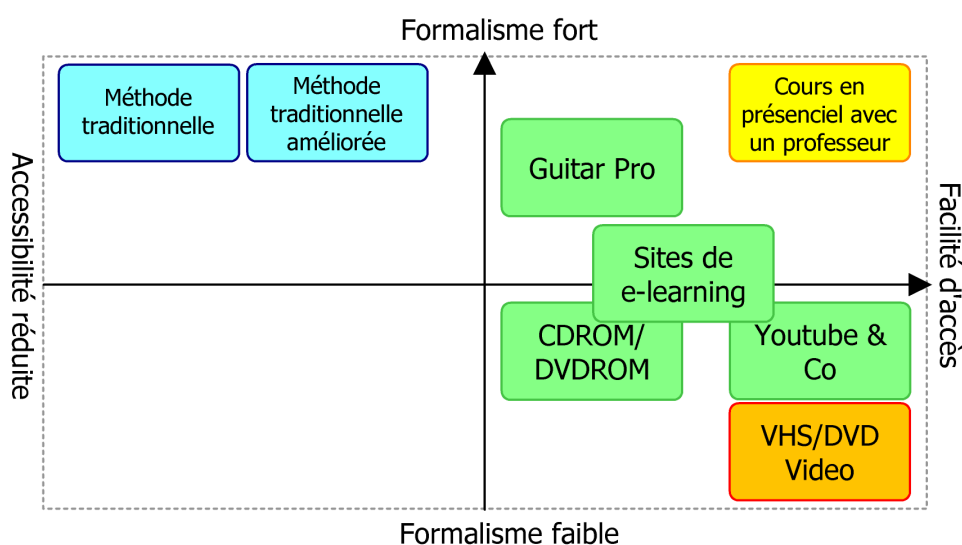 Formalisme fort
Méthode
traditionnelle
Méthode
traditionnelle
améliorée
Cours en
présenciel avec
un professeur
Guitar Pro
Accessibilité réduite
Facilité d'accès
Sites de
e-learning
CDROM/
DVDROM
Youtube &
Co
VHS/DVD
Video
Formalisme faible